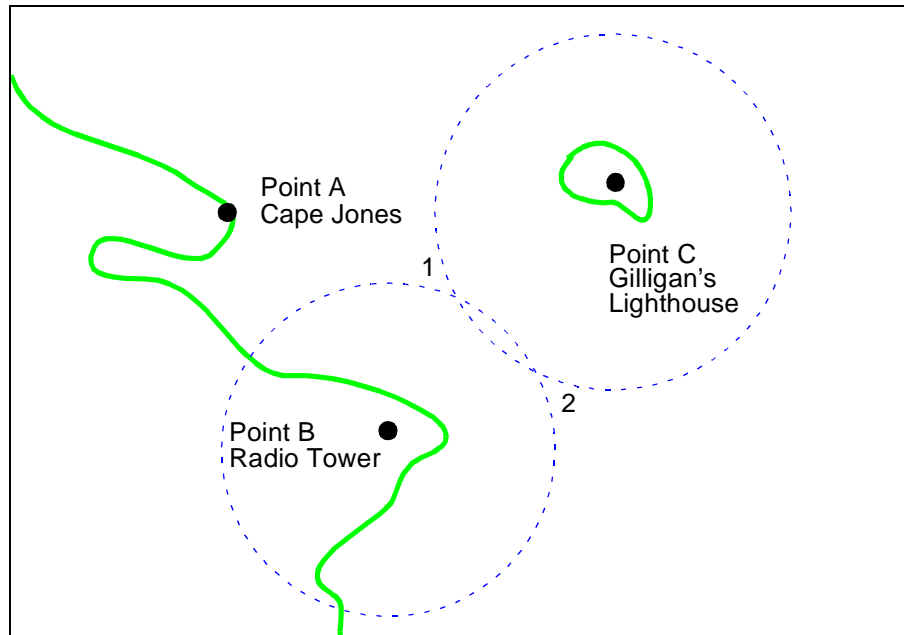 Point A
Cape Jones
Point C
Gilligan's
Lighthouse
1
2
Point B
Radio Tower